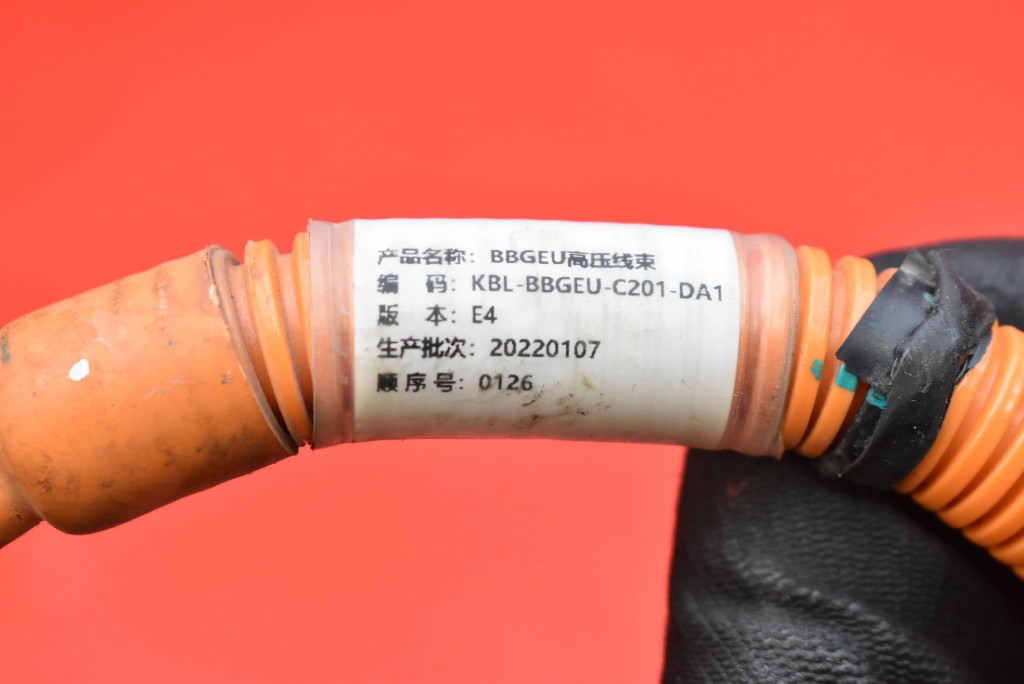 产品名称：BBGEU高压线束
编　码：KBL-BBGEU-C201-DA1
版　本：E4
生产批次：20220107
顺序号：0126